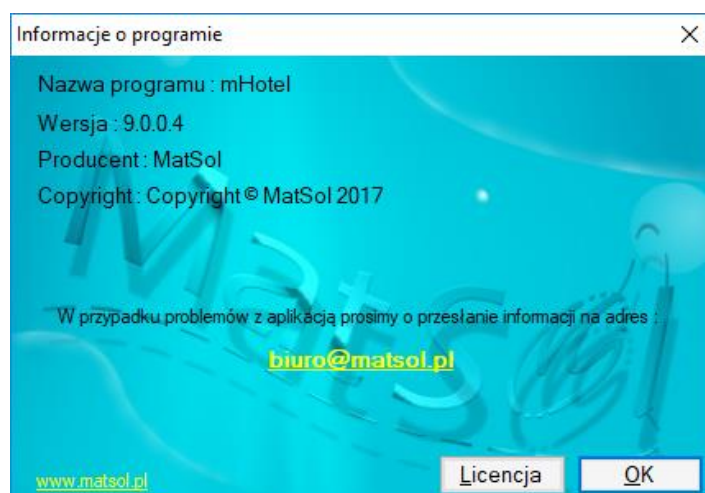 Informacje o programie
Nazwa programu : mHotel
Wersja : 9.0.0.4
Producent : MatSol
Copyright : Copyright © MatSol 2017
MatSol
W przypadku problemów z aplikacją prosimy o przesłanie informacji na adres :
biuro@matsol.pl
www.matsol.pl
Licencja
OK